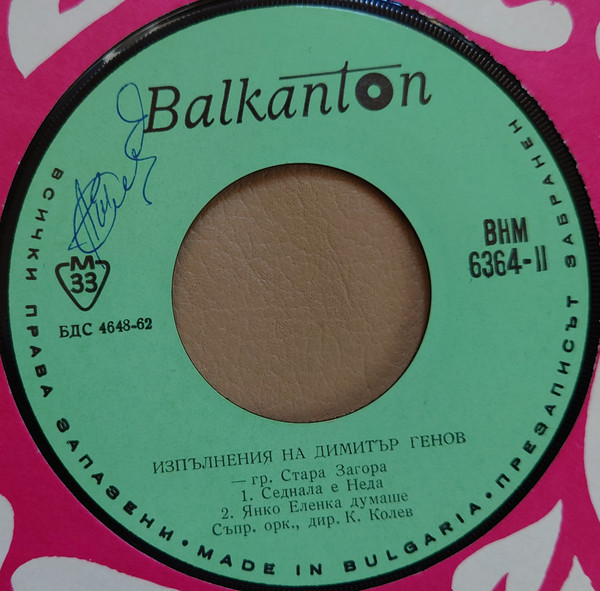 Balkanton
ВНМ
6364-II
М
33
БДС 4648-62
ИЗПЪЛНЕНИЯ НА ДИМИТЪР ГЕНОВ
— гр. Стара Загора
1. Седнала е Неда
2. Янко Еленка думаше
Съпр. орк., дир. К. Колев
ВСИЧКИ ПРАВА ЗАПАЗЕНИ • MADE IN BULGARIA • ПРЕЗАПИСЪТ ЗАБРАНЕН